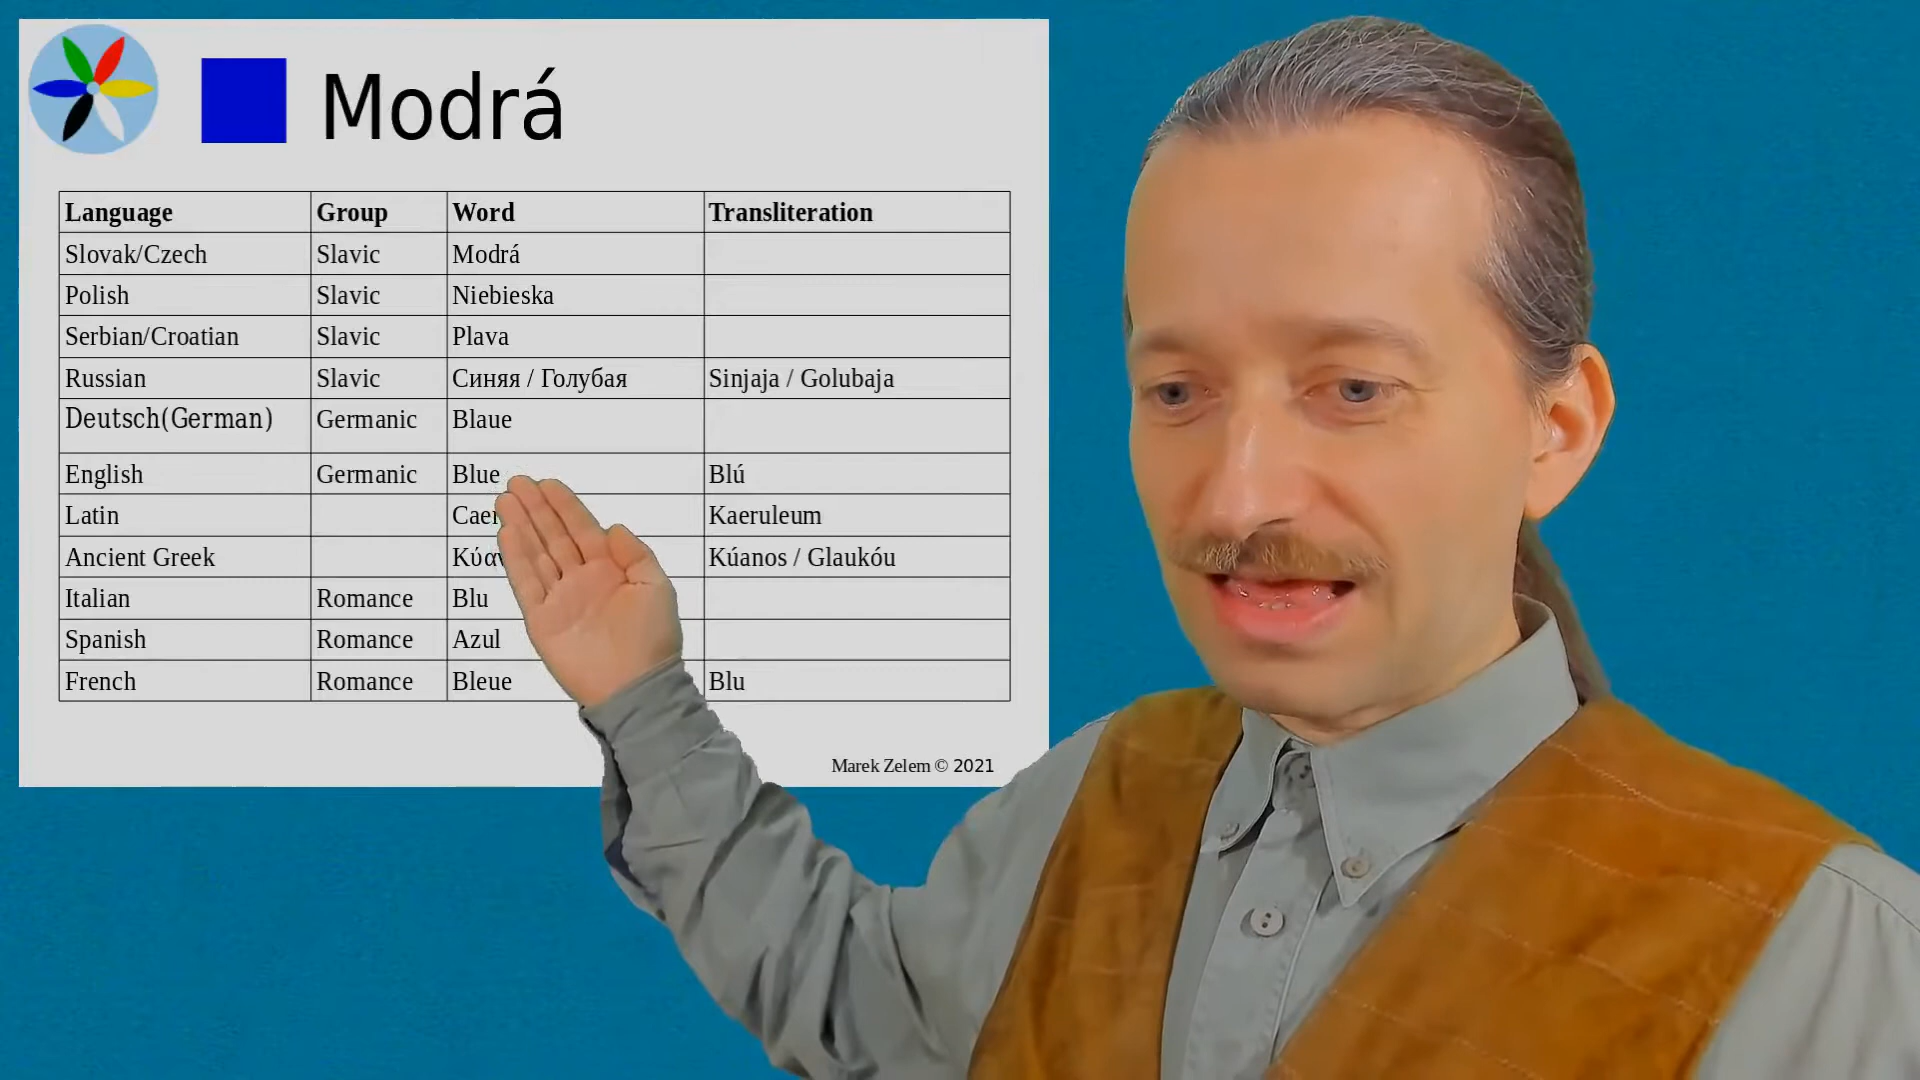 Modrá
Language Group Word Transliteration
Slovak/Czech Slavic Modrá
Polish Slavic Niebieska
Serbian/Croatian Slavic Plava
Russian Slavic Синяя / Голубая Sinjaja / Golubaja
Deutsch(German) Germanic Blaue
English Germanic Blue Blú
Latin Kaeruleum
Ancient Greek Kúanos / Glaukóu
Italian Romance Blu
Spanish Romance Azul
French Romance Bleue Blu
Marek Zelem © 2021